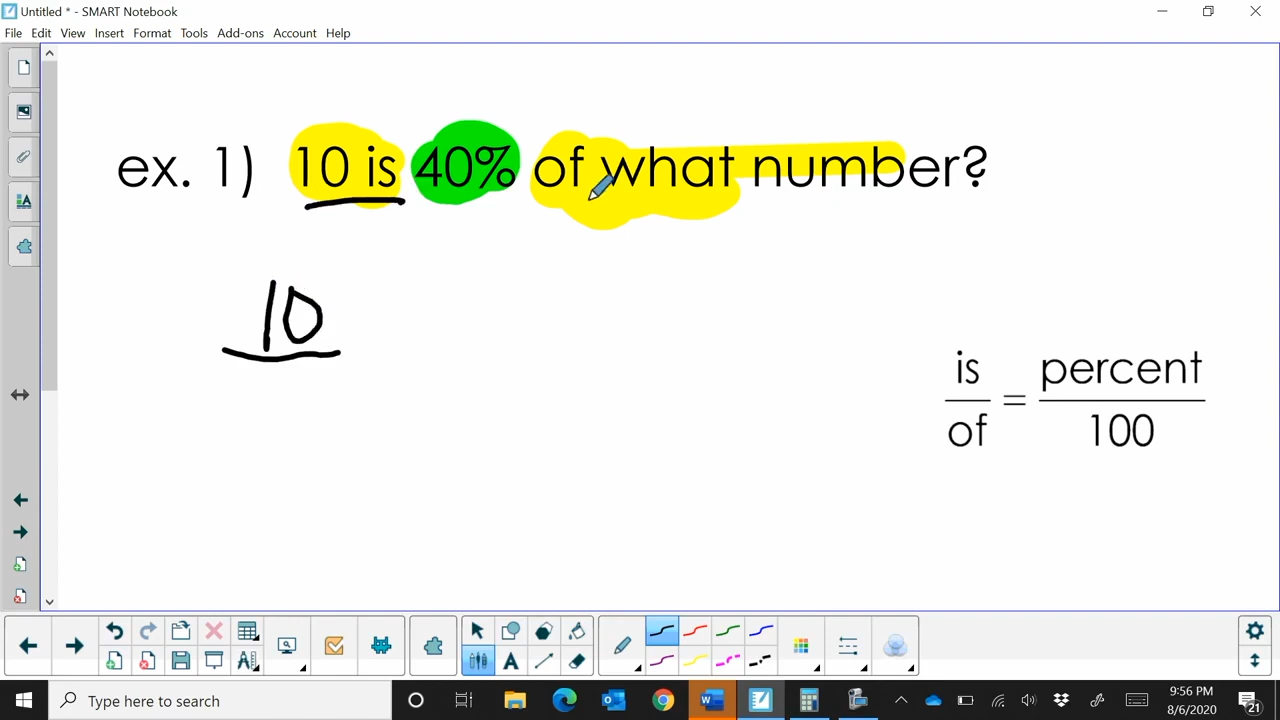 Untitled * - SMART Notebook
File Edit View Insert Format Tools Add-ons Account Help
ex. 1) 10 is 40% of what number?
10
is
of
=
percent
100
Type here to search
9:56 PM
8/6/2020
21